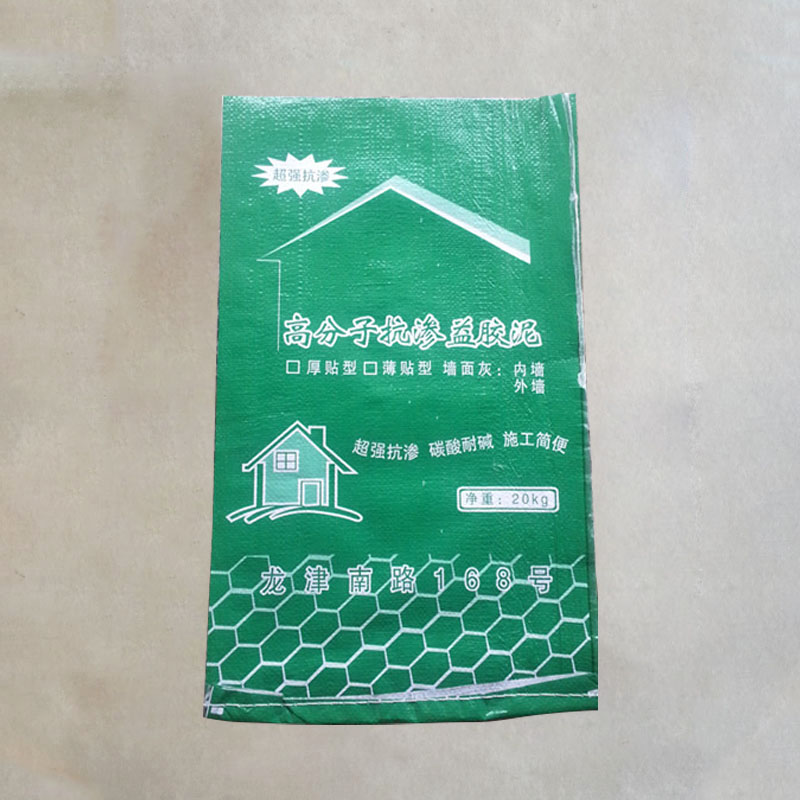 超强抗渗
高分子抗渗益胶泥
□厚贴型□薄贴型 墙面灰：内墙
外墙
超强抗渗 碳酸耐碱 施工简便
净重：20kg
龙津南路168号